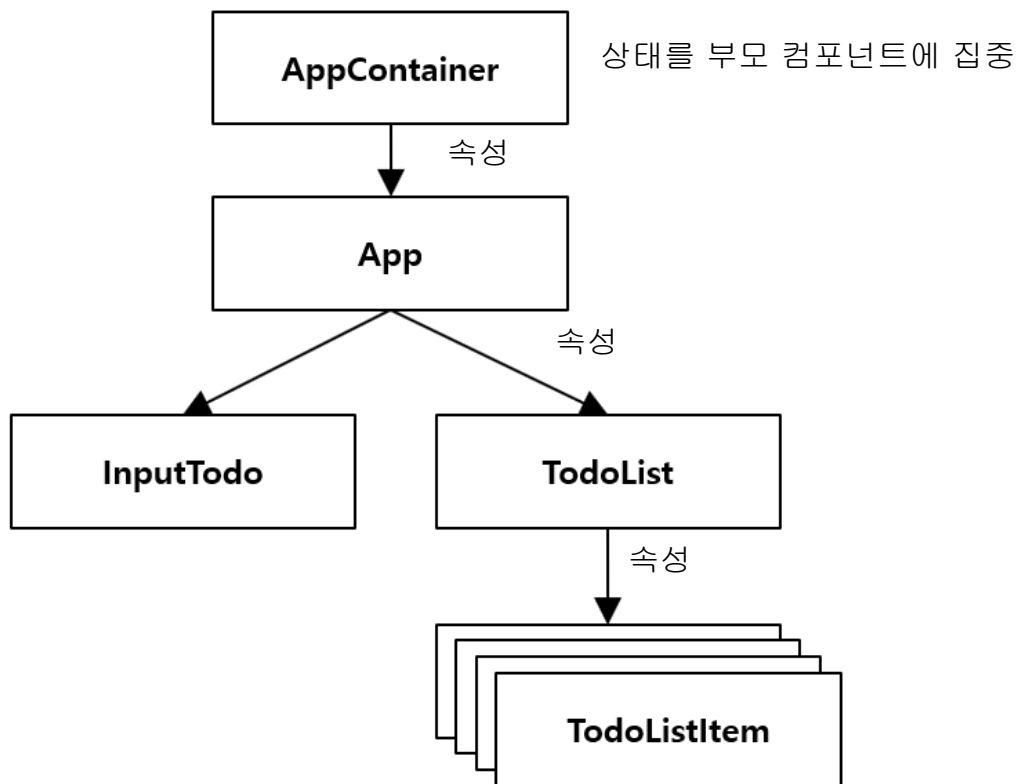 AppContainer
상태를 부모 컴포넌트에 집중
속성
App
속성
InputTodo
TodoList
속성
TodoListItem